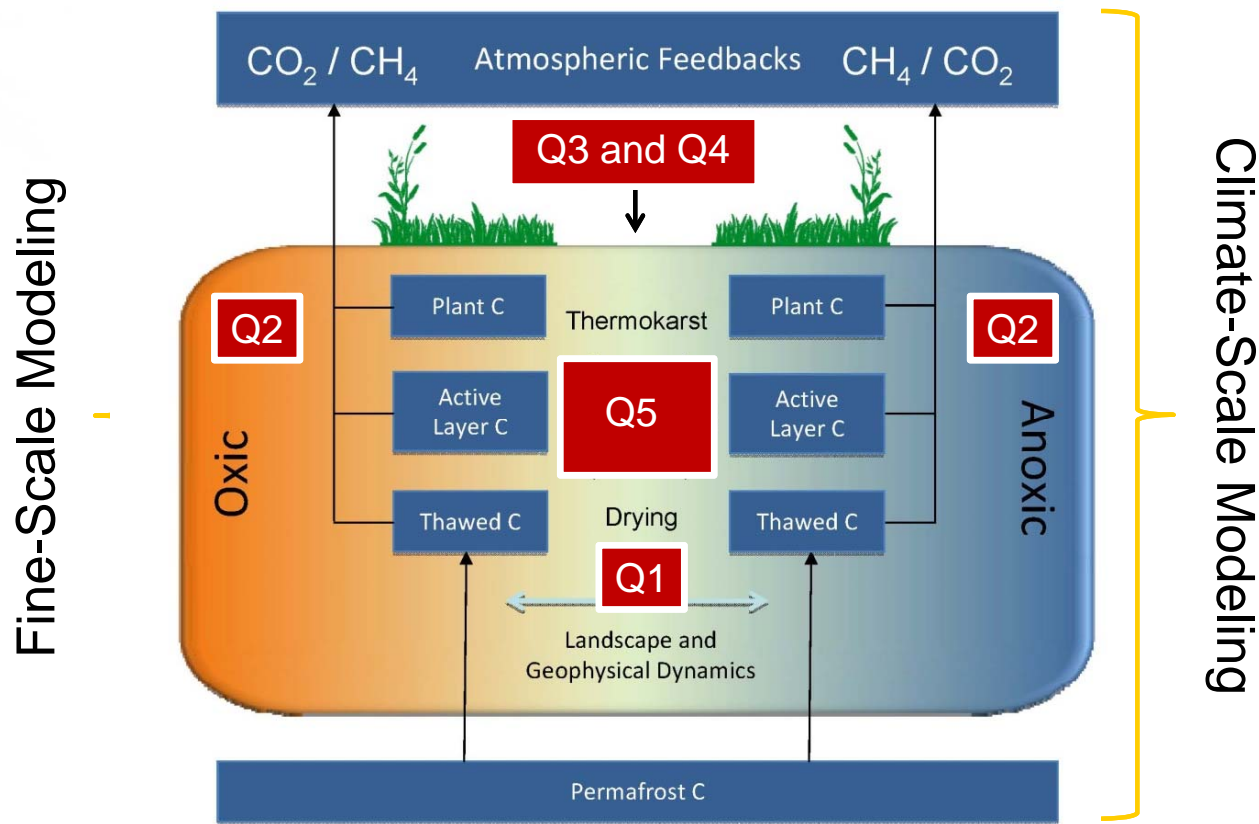 CO₂ / CH₄ Atmospheric Feedbacks CH₄ / CO₂
Q3 and Q4
Fine-Scale Modeling
Climate-Scale Modeling
Q2
Q2
Oxic
Anoxic
Plant C
Thermokarst
Plant C
Active
Layer C
Q5
Active
Layer C
Thawed C
Drying
Thawed C
Q1
Landscape and
Geophysical Dynamics
Permafrost C